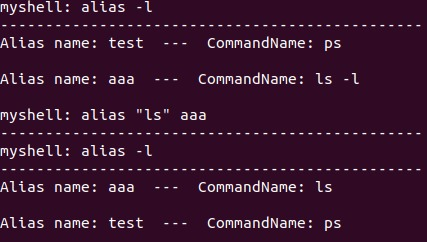 myshell: alias -l
-----------------------------------------------
Alias name: test  ---  CommandName: ps
Alias name: aaa  ---  CommandName: ls -l
myshell: alias "ls" aaa
-----------------------------------------------
myshell: alias -l
-----------------------------------------------
Alias name: aaa  ---  CommandName: ls
Alias name: test  ---  CommandName: ps